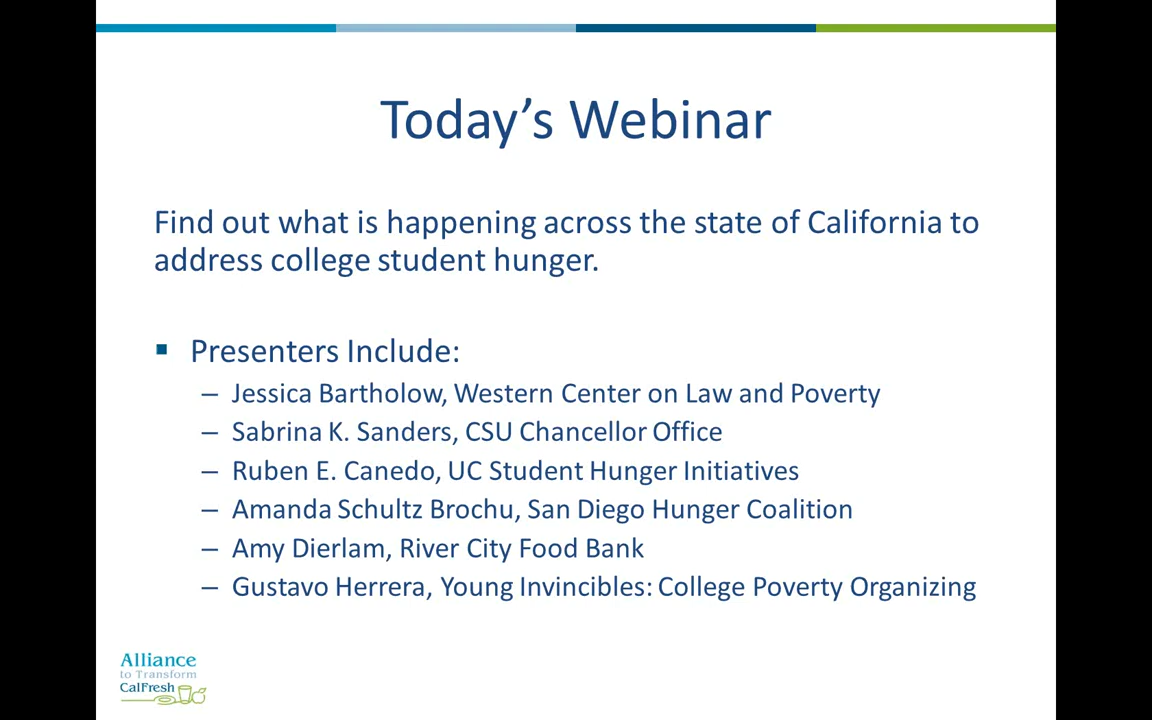 Today’s Webinar
Find out what is happening across the state of California to
address college student hunger.
▪ Presenters Include:
– Jessica Bartholow, Western Center on Law and Poverty
– Sabrina K. Sanders, CSU Chancellor Office
– Ruben E. Canedo, UC Student Hunger Initiatives
– Amanda Schultz Brochu, San Diego Hunger Coalition
– Amy Dierlam, River City Food Bank
– Gustavo Herrera, Young Invincibles: College Poverty Organizing
Alliance
to Transform
CalFresh